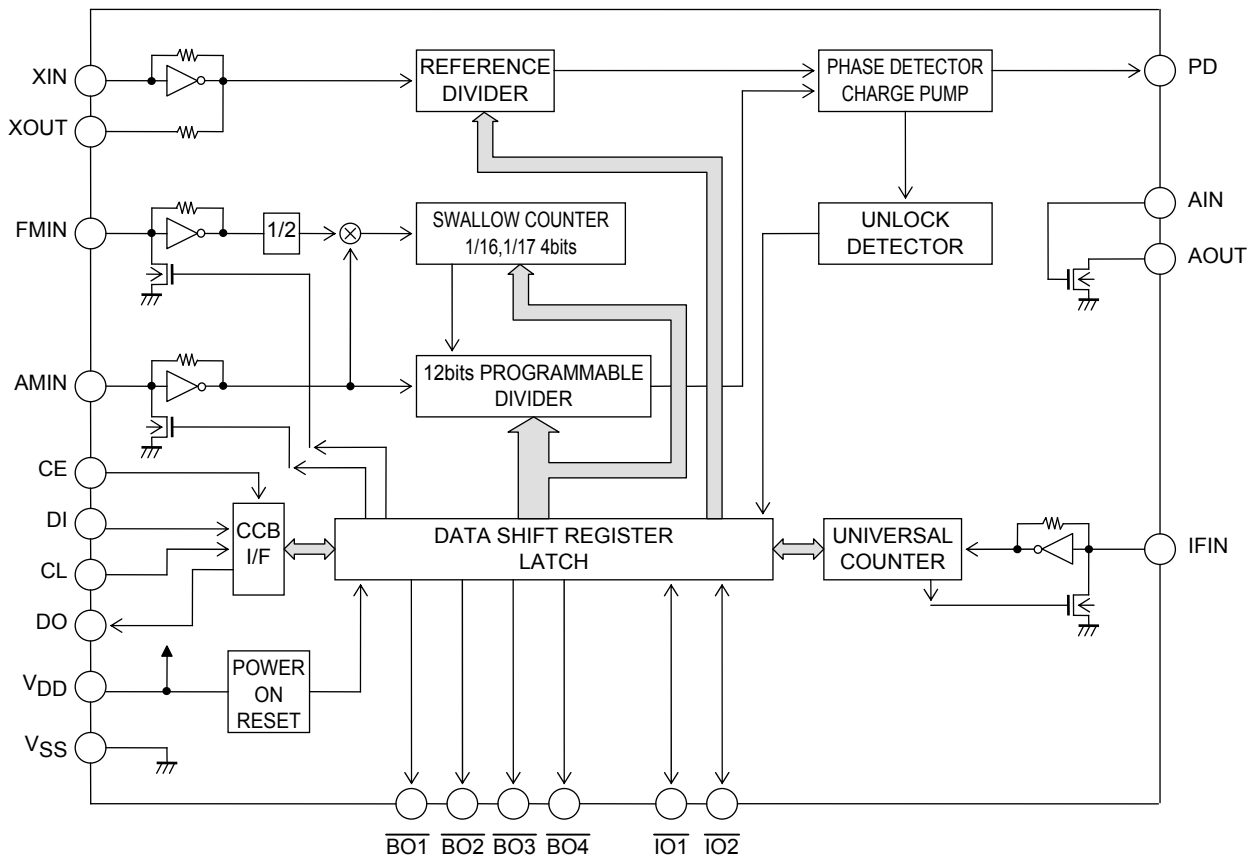 XIN
REFERENCE
DIVIDER
PHASE DETECTOR
CHARGE PUMP
PD
XOUT
FMIN
1/2
SWALLOW COUNTER
1/16,1/17 4bits
UNLOCK
DETECTOR
AIN
AOUT
AMIN
12bits PROGRAMMABLE
DIVIDER
CE
DI
CL
DO
CCB
I/F
DATA SHIFT REGISTER
LATCH
UNIVERSAL
COUNTER
IFIN
VDD
POWER
ON
RESET
VSS
BO1 BO2 BO3 BO4 IO1 IO2